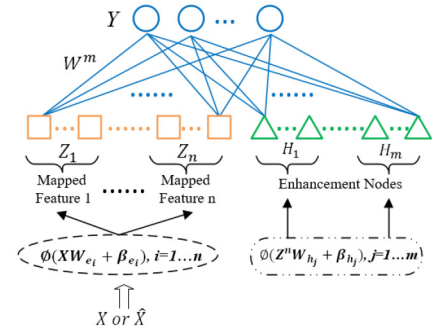 Y
W^m
Z_1 Z_n H_1 H_m
Mapped Feature 1
Mapped Feature n
Enhancement Nodes
∅(XW_{e_i} + β_{e_i}), i=1...n
∅(Z^n W_{h_j} + β_{h_j}), j=1...m
X or X̂